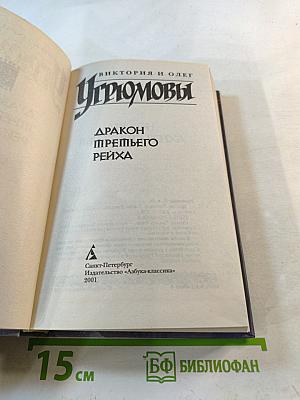 ВИКТОРИЯ И ОЛЕГ
УГРЮМОВЫ
ДРАКОН
ТРЕТЬЕГО
РЕЙХА
Санкт-Петербург
Издательство «Азбука-классика»
2001
15 см
БФ БИБЛИОФАН